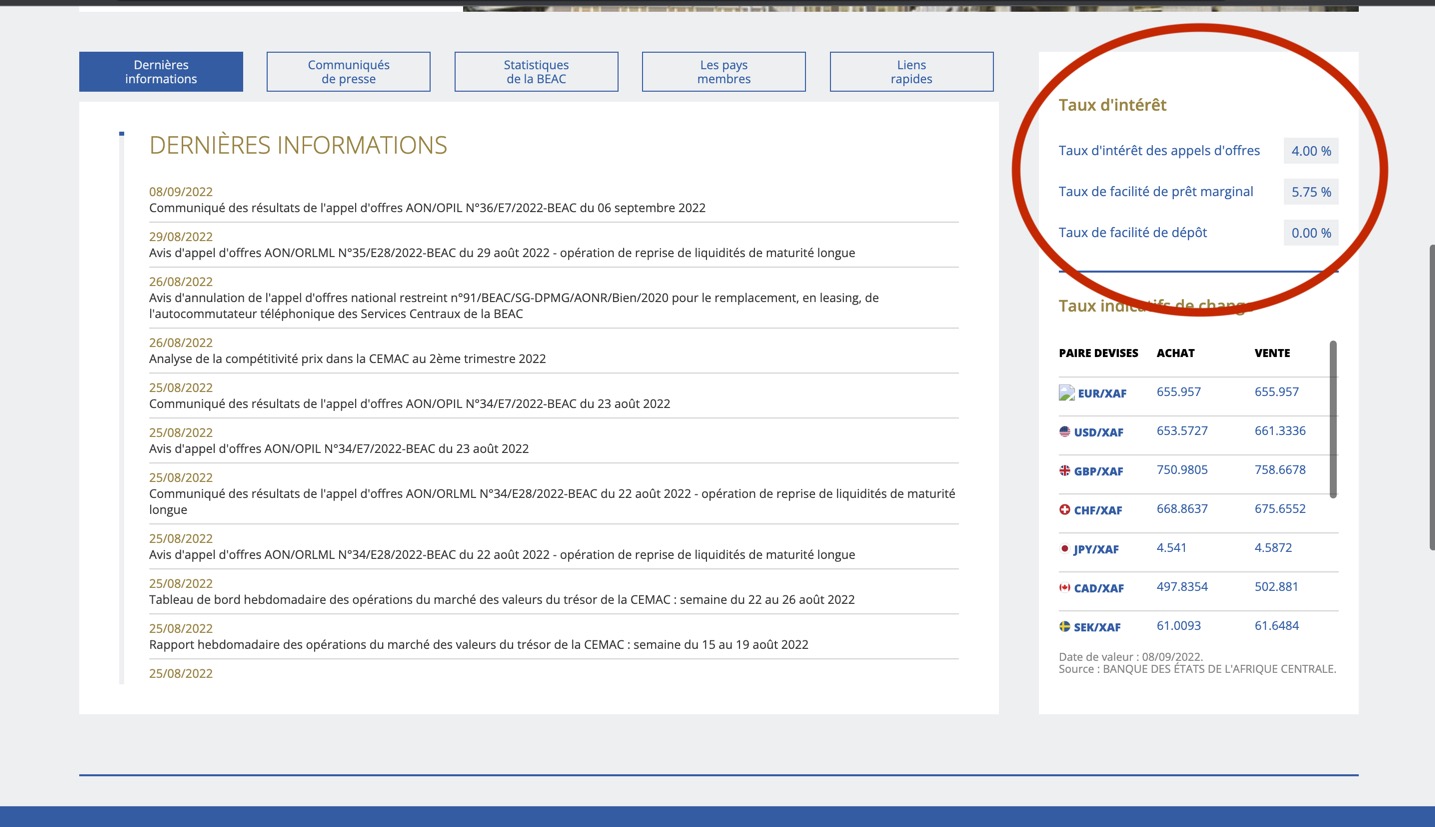 Dernières
informations
Communiqués
de presse
Statistiques
de la BEAC
Les pays
membres
Liens
rapides
DERNIÈRES INFORMATIONS
08/09/2022
Communiqué des résultats de l'appel d'offres AON/OPIL N°36/E7/2022-BEAC du 06 septembre 2022
29/08/2022
Avis d'appel d'offres AON/ORLML N°35/E28/2022-BEAC du 29 août 2022 - opération de reprise de liquidités de maturité longue
26/08/2022
Avis d'annulation de l'appel d'offres national restreint n°91/BEAC/SG-DPMG/AONR/Bien/2020 pour le remplacement, en leasing, de
l'autocommutateur téléphonique des Services Centraux de la BEAC
26/08/2022
Analyse de la compétitivité prix dans la CEMAC au 2ème trimestre 2022
25/08/2022
Communiqué des résultats de l'appel d'offres AON/OPIL N°34/E7/2022-BEAC du 23 août 2022
25/08/2022
Avis d'appel d'offres AON/OPIL N°34/E7/2022-BEAC du 23 août 2022
25/08/2022
Communiqué des résultats de l'appel d'offres AON/ORLML N°34/E28/2022-BEAC du 22 août 2022 - opération de reprise de liquidités de maturité
longue
25/08/2022
Avis d'appel d'offres AON/ORLML N°34/E28/2022-BEAC du 22 août 2022 - opération de reprise de liquidités de maturité longue
25/08/2022
Tableau de bord hebdomadaire des opérations du marché des valeurs du trésor de la CEMAC : semaine du 22 au 26 août 2022
25/08/2022
Rapport hebdomadaire des opérations du marché des valeurs du trésor de la CEMAC : semaine du 15 au 19 août 2022
25/08/2022
Taux d'intérêt
Taux d'intérêt des appels d'offres 4.00 %
Taux de facilité de prêt marginal 5.75 %
Taux de facilité de dépôt 0.00 %
Taux indicatifs de change
PAIRE DEVISES ACHAT VENTE
EUR/XAF 655.957 655.957
USD/XAF 653.5727 661.3336
GBP/XAF 750.9805 758.6678
CHF/XAF 668.8637 675.6552
JPY/XAF 4.541 4.5872
CAD/XAF 497.8354 502.881
SEK/XAF 61.0093 61.6484
Date de valeur : 08/09/2022.
Source : BANQUE DES ÉTATS DE L'AFRIQUE CENTRALE.